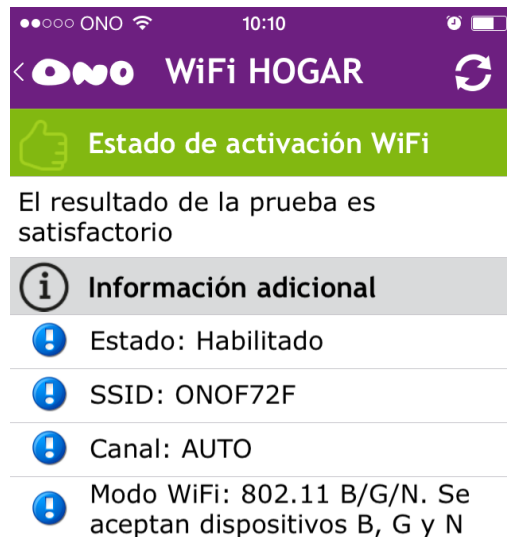 ONO 10:10
ONO WiFi HOGAR
Estado de activación WiFi
El resultado de la prueba es
satisfactorio
Información adicional
Estado: Habilitado
SSID: ONOF72F
Canal: AUTO
Modo WiFi: 802.11 B/G/N. Se
aceptan dispositivos B, G y N